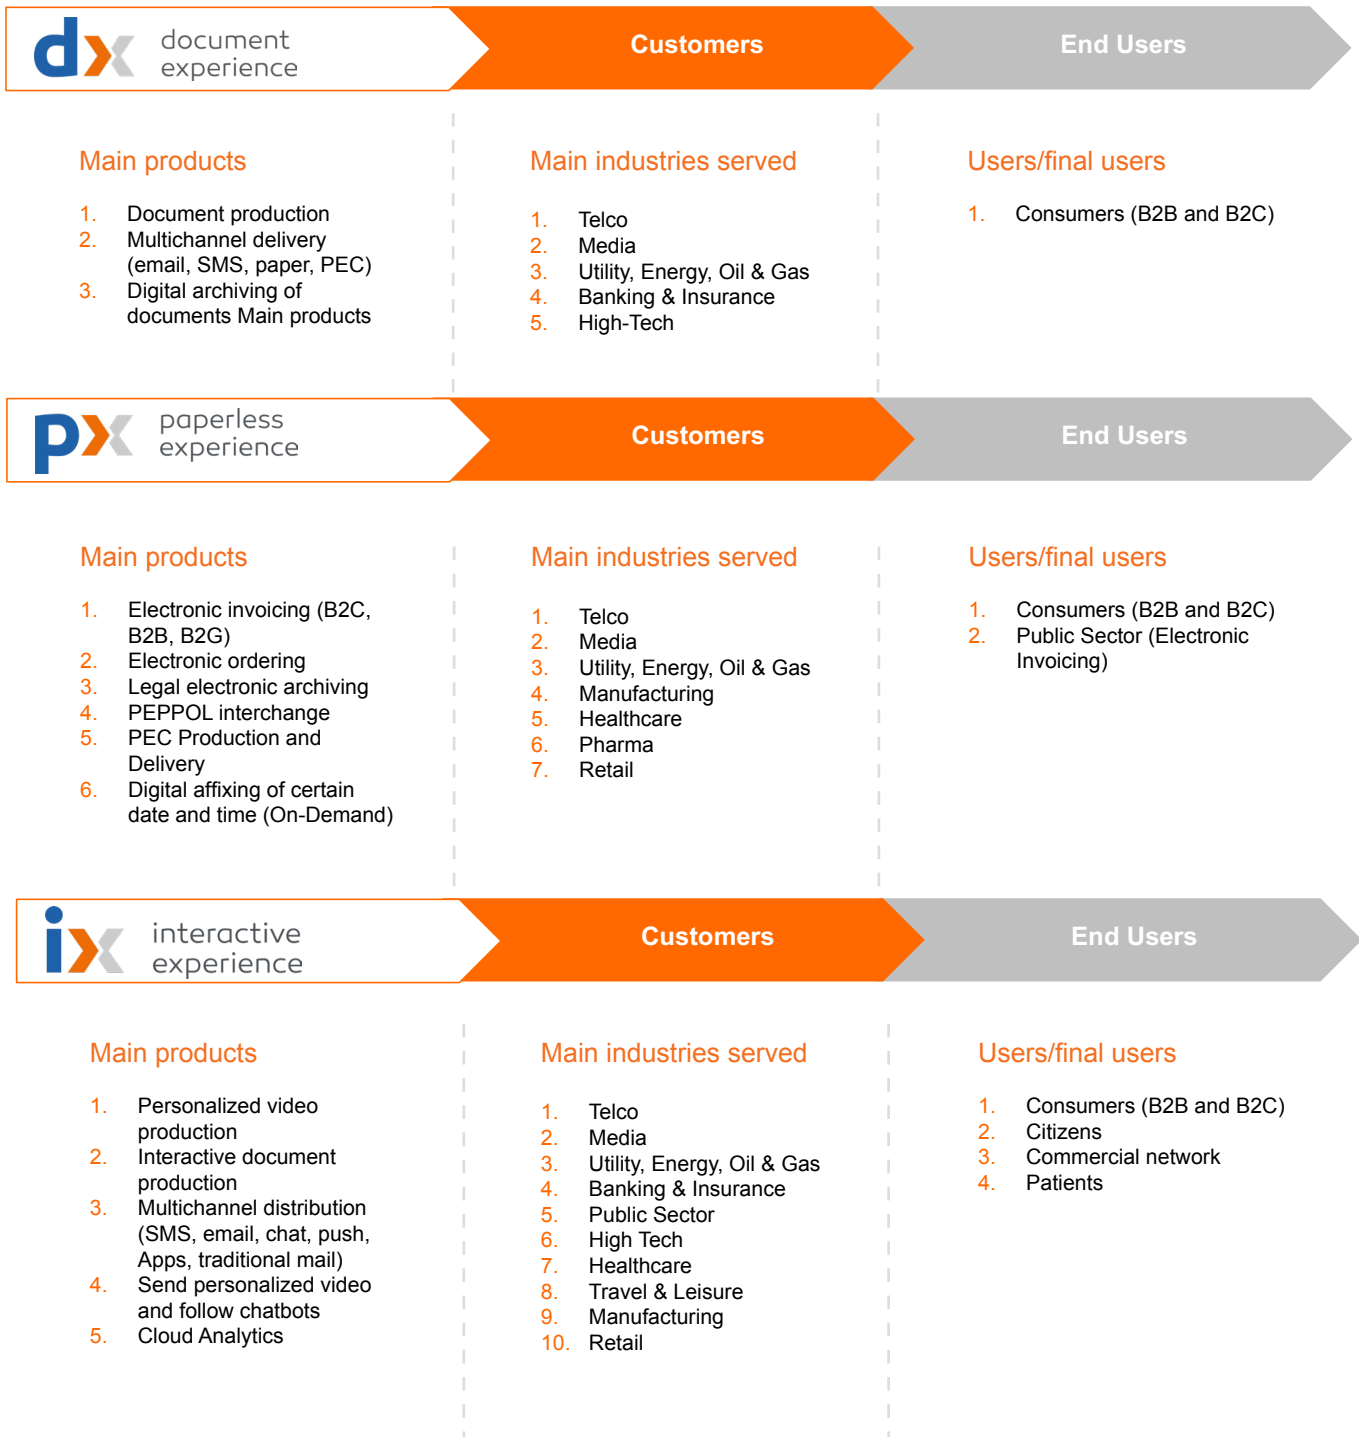 dx document
experience
Customers
End Users
Main products
1. Document production
2. Multichannel delivery
(email, SMS, paper, PEC)
3. Digital archiving of
documents Main products
Main industries served
1. Telco
2. Media
3. Utility, Energy, Oil & Gas
4. Banking & Insurance
5. High-Tech
Users/final users
1. Consumers (B2B and B2C)
px paperless
experience
Customers
End Users
Main products
1. Electronic invoicing (B2C,
B2B, B2G)
2. Electronic ordering
3. Legal electronic archiving
4. PEPPOL interchange
5. PEC Production and
Delivery
6. Digital affixing of certain
date and time (On-Demand)
Main industries served
1. Telco
2. Media
3. Utility, Energy, Oil & Gas
4. Manufacturing
5. Healthcare
6. Pharma
7. Retail
Users/final users
1. Consumers (B2B and B2C)
2. Public Sector (Electronic
Invoicing)
ix interactive
experience
Customers
End Users
Main products
1. Personalized video
production
2. Interactive document
production
3. Multichannel distribution
(SMS, email, chat, push,
Apps, traditional mail)
4. Send personalized video
and follow chatbots
5. Cloud Analytics
Main industries served
1. Telco
2. Media
3. Utility, Energy, Oil & Gas
4. Banking & Insurance
5. Public Sector
6. High Tech
7. Healthcare
8. Travel & Leisure
9. Manufacturing
10. Retail
Users/final users
1. Consumers (B2B and B2C)
2. Citizens
3. Commercial network
4. Patients